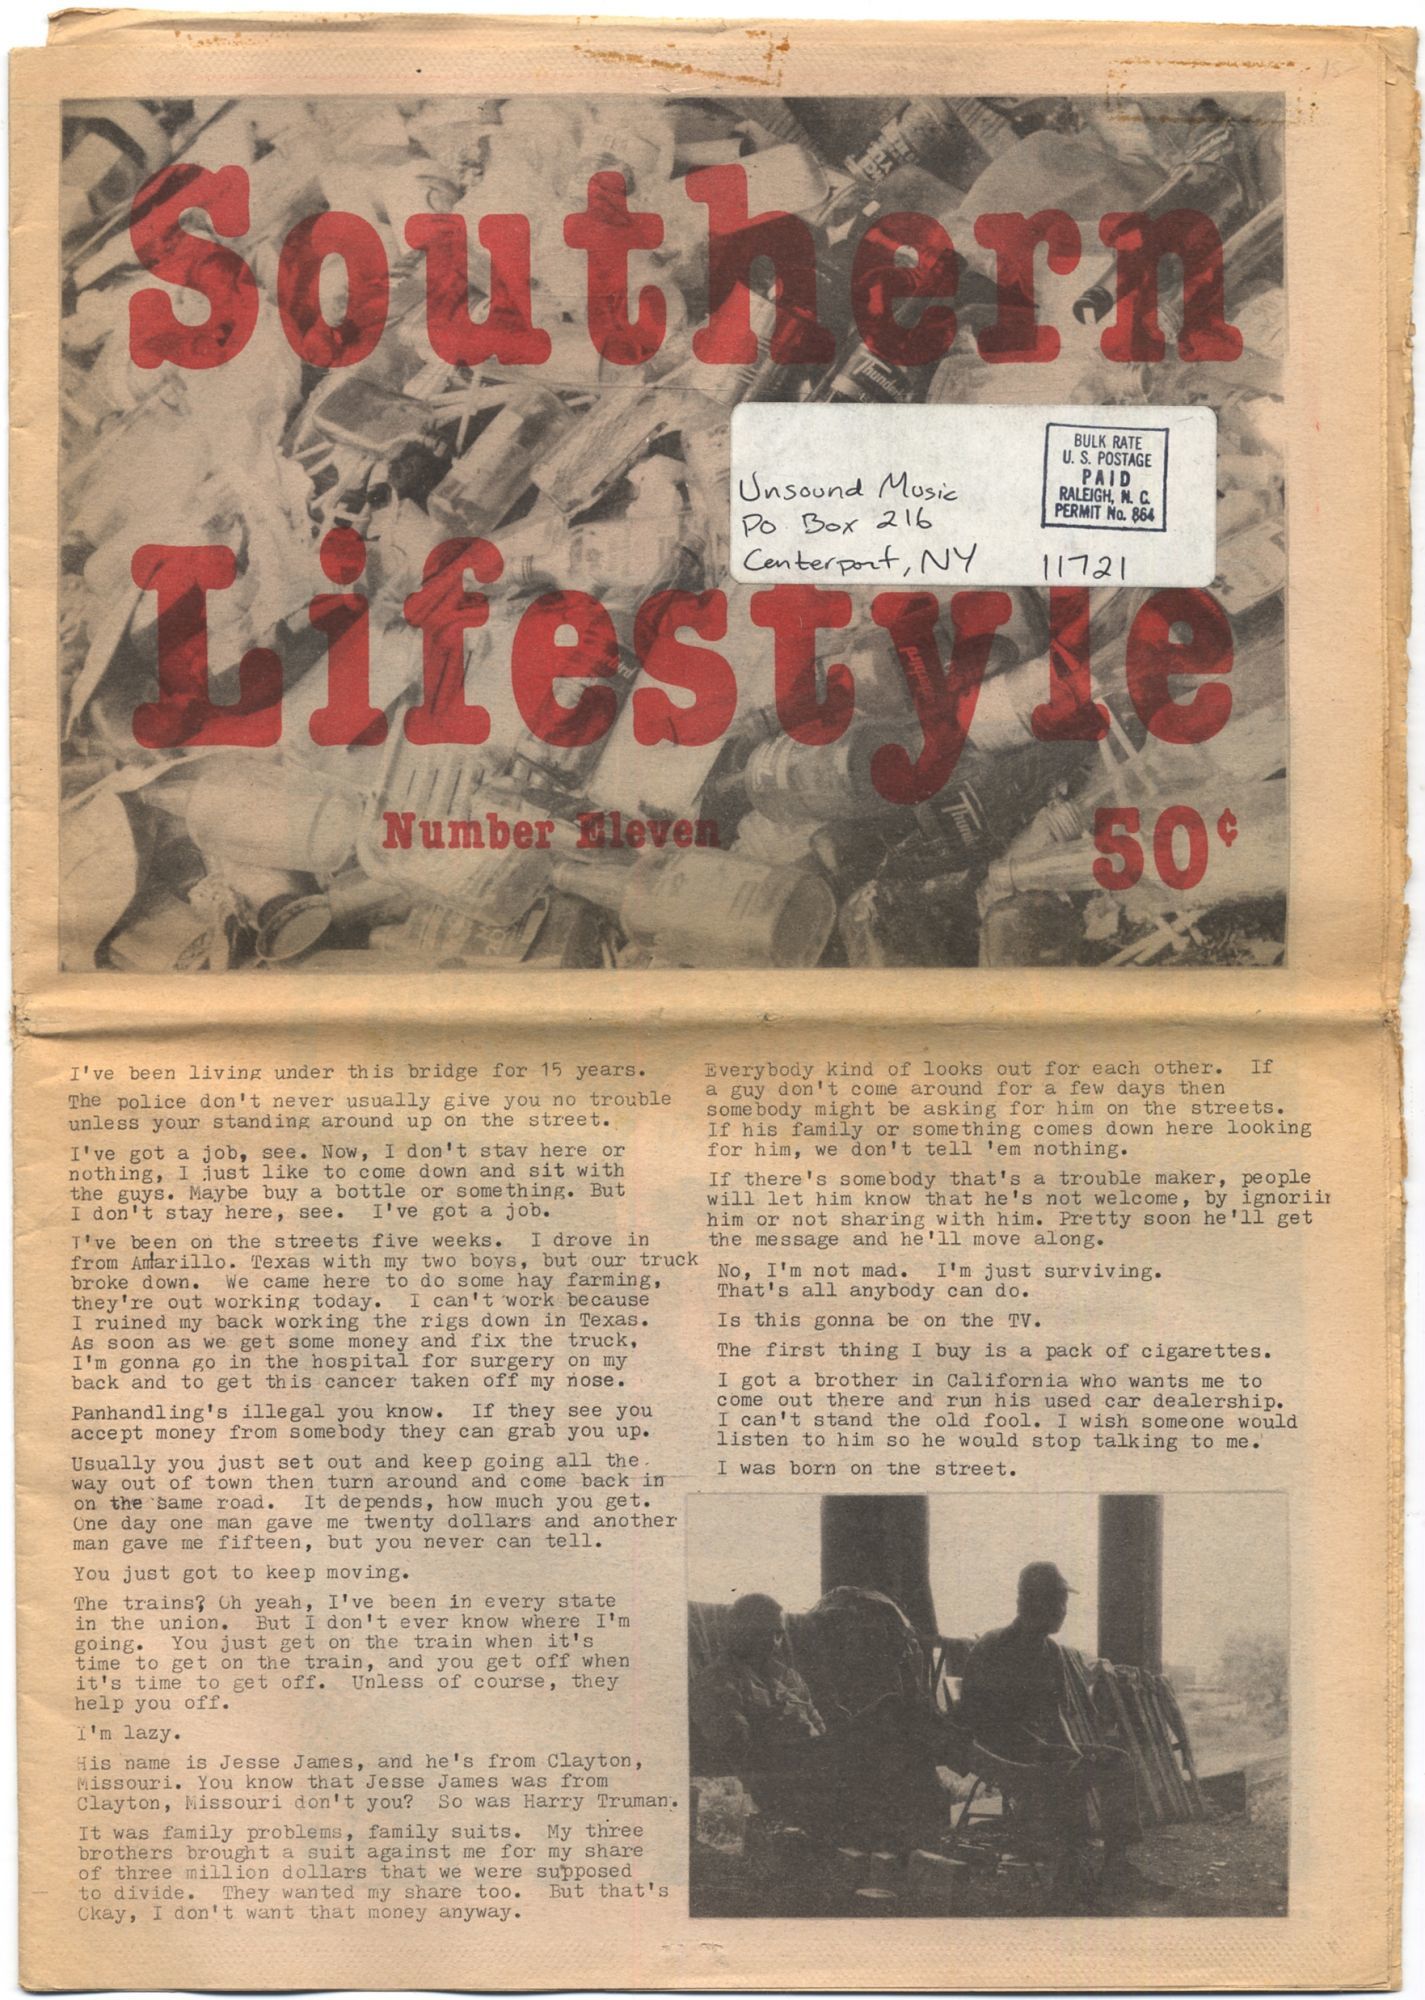 Southern
Thunde
Unsound Music
PO Box 216
Centerport, NY 11721
BULK RATE
U. S. POSTAGE
PAID
RALEIGH, N. C.
PERMIT No. 864
Lifestyle
Number Eleven
50¢
I've been living under this bridge for 15 years.
The police don't never usually give you no trouble
unless your standing around up on the street.
I've got a job, see. Now, I don't stay here or
nothing, I just like to come down and sit with
the guys. Maybe buy a bottle or something. But
I don't stay here, see. I've got a job.
I've been on the streets five weeks. I drove in
from Amarillo. Texas with my two boys, but our truck
broke down. We came here to do some hay farming,
they're out working today. I can't work because
I ruined my back working the rigs down in Texas.
As soon as we get some money and fix the truck,
I'm gonna go in the hospital for surgery on my
back and to get this cancer taken off my nose.
Panhandling's illegal you know. If they see you
accept money from somebody they can grab you up.
Usually you just set out and keep going all the
way out of town then turn around and come back in
on the same road. It depends, how much you get.
One day one man gave me twenty dollars and another
man gave me fifteen, but you never can tell.
You just got to keep moving.
The trains? Oh yeah, I've been in every state
in the union. But I don't ever know where I'm
going. You just get on the train when it's
time to get on the train, and you get off when
it's time to get off. Unless of course, they
help you off.
I'm lazy.
His name is Jesse James, and he's from Clayton,
Missouri. You know that Jesse James was from
Clayton, Missouri don't you? So was Harry Truman.
It was family problems, family suits. My three
brothers brought a suit against me for my share
of three million dollars that we were supposed
to divide. They wanted my share too. But that's
Okay, I don't want that money anyway.
Everybody kind of looks out for each other. If
a guy don't come around for a few days then
somebody might be asking for him on the streets.
If his family or something comes down here looking
for him, we don't tell 'em nothing.
If there's somebody that's a trouble maker, people
will let him know that he's not welcome, by ignoriin
him or not sharing with him. Pretty soon he'll get
the message and he'll move along.
No, I'm not mad. I'm just surviving.
That's all anybody can do.
Is this gonna be on the TV.
The first thing I buy is a pack of cigarettes.
I got a brother in California who wants me to
come out there and run his used car dealership.
I can't stand the old fool. I wish someone would
listen to him so he would stop talking to me.
I was born on the street.